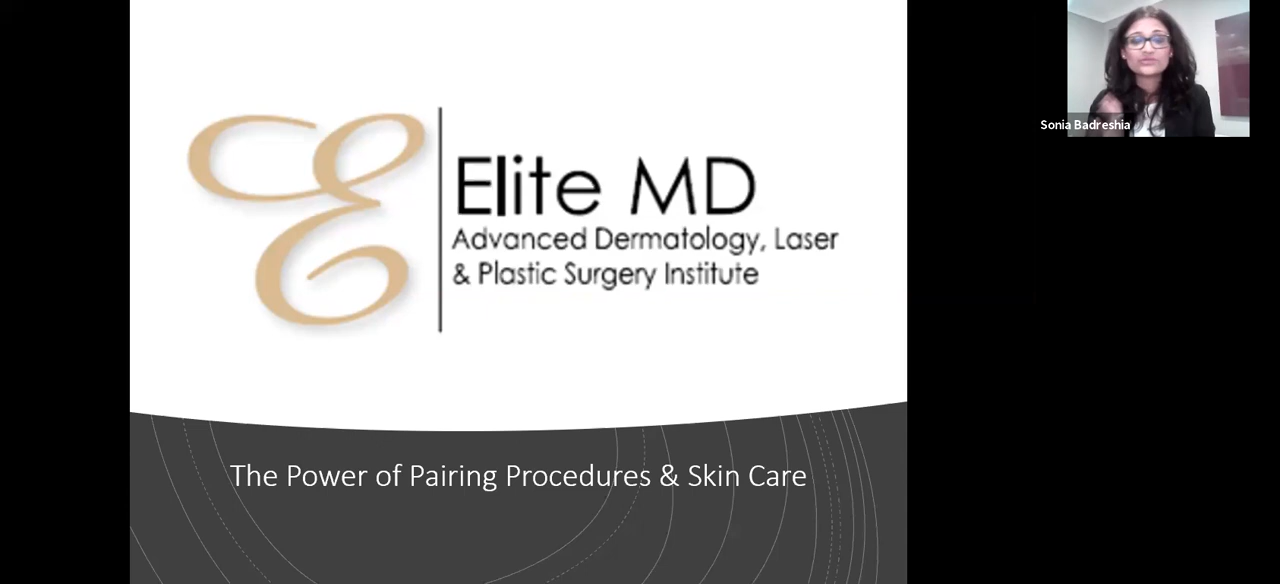 Elite MD
Advanced Dermatology, Laser
& Plastic Surgery Institute
The Power of Pairing Procedures & Skin Care
Sonia Badreshia